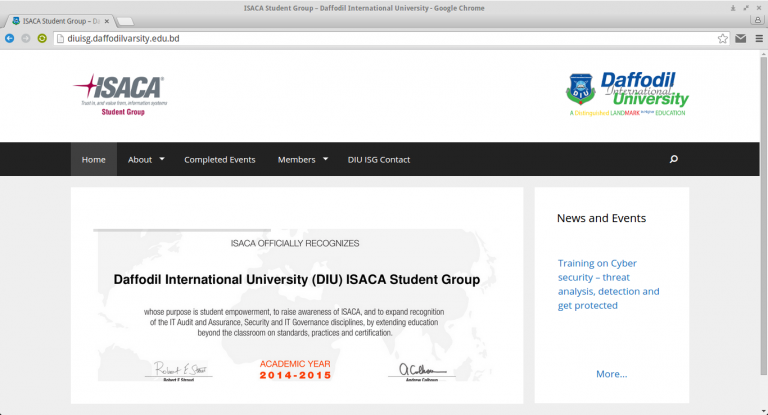 ISACA Student Group – Daffodil International University - Google Chrome
ISACA Student Group – Da
diuisg.daffodilvarsity.edu.bd
ISACA®
Trust in, and value from, information systems
Student Group
Daffodil
International
University
DIU
A Distinguished LANDMARK in Higher EDUCATION
Home
About
Completed Events
Members
DIU ISG Contact
ISACA OFFICIALLY RECOGNIZES
Daffodil International University (DIU) ISACA Student Group
whose purpose is student empowerment, to raise awareness of ISACA, and to expand recognition
of the IT Audit and Assurance, Security and IT Governance disciplines, by extending education
beyond the classroom on standards, practices and certification.
Robert E Stroud
ACADEMIC YEAR
2014-2015
Robert E Stroud
Andrew Calhoun
News and Events
Training on Cyber
security – threat
analysis, detection and
get protected
More...